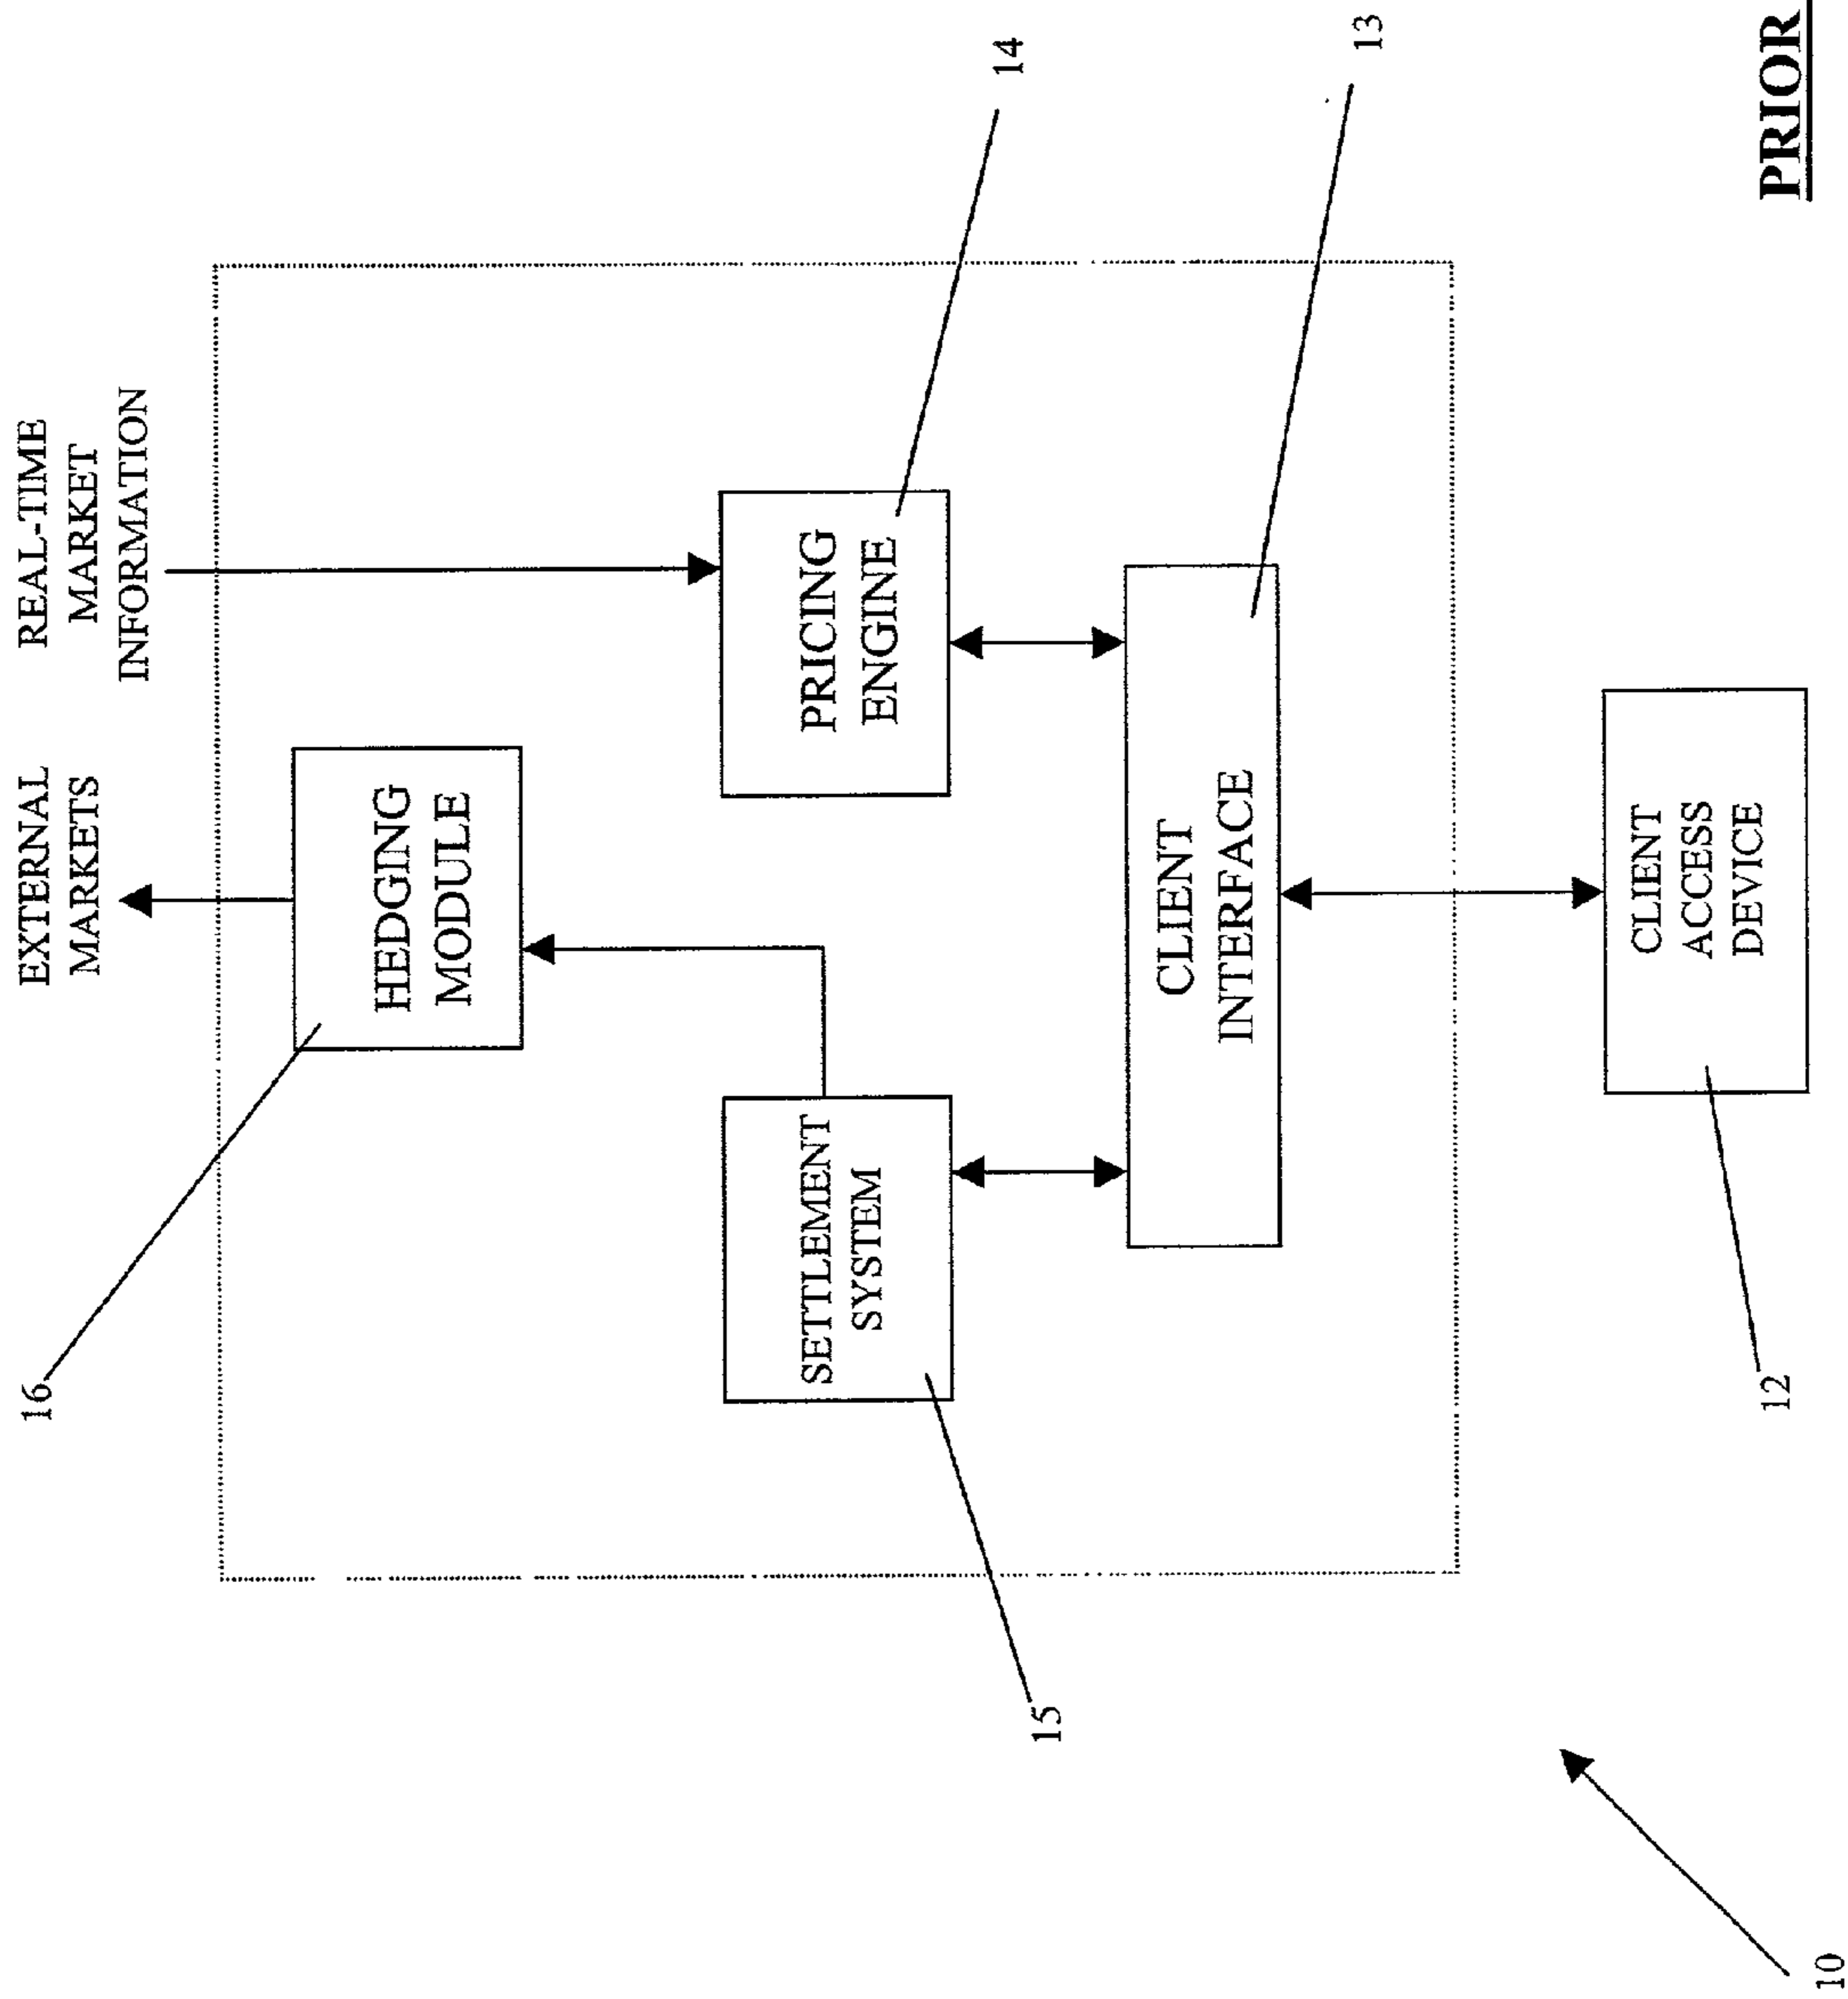 16
EXTERNAL
MARKETS
REAL-TIME
MARKET
INFORMATION
HEDGING
MODULE
14
PRICING
ENGINE
SETTLEMENT
SYSTEM
15
13
CLIENT
INTERFACE
CLIENT
ACCESS
DEVICE
12
10
PRIOR